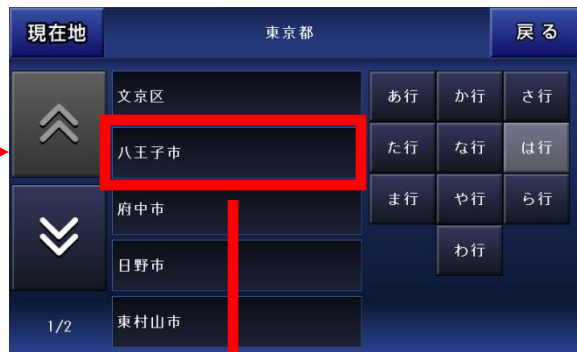 現在地
東京都
戻る
文京区
八王子市
府中市
日野市
東村山市
1/2
あ行 か行 さ行
た行 な行 は行
ま行 や行 ら行
わ行